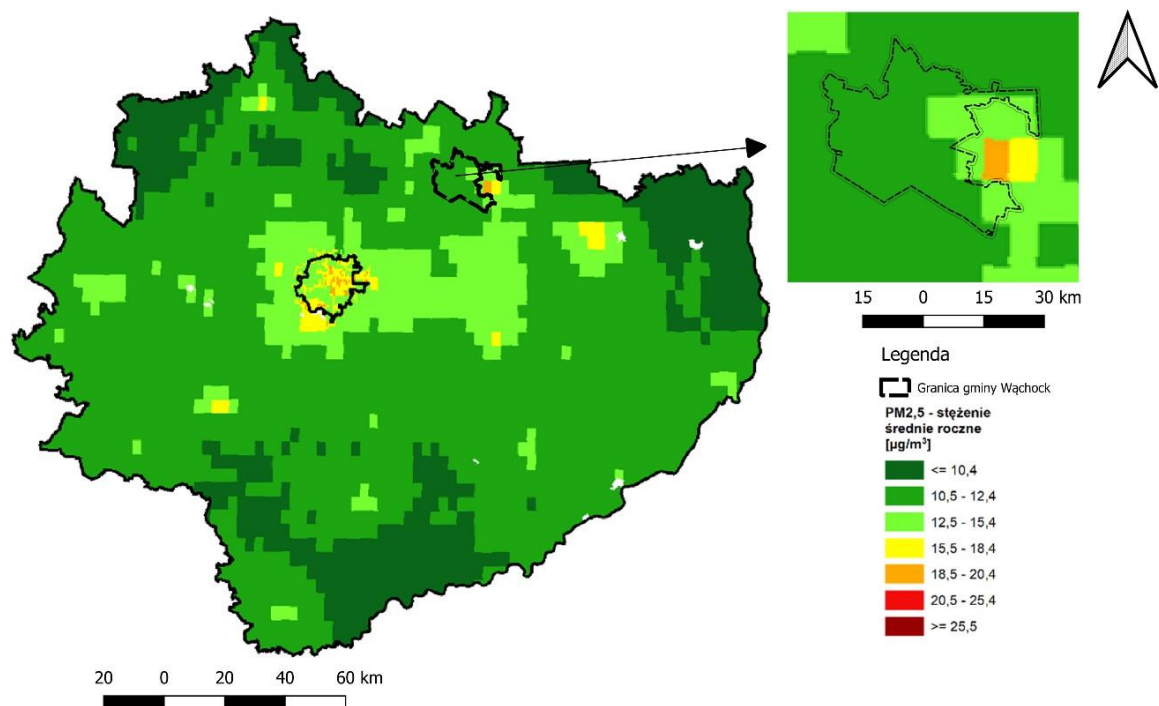 15 0 15 30 km
Legenda
Granica gminy Wąchock
PM2,5 - stężenie
średnie roczne
[µg/m³]
<= 10,4
10,5 - 12,4
12,5 - 15,4
15,5 - 18,4
18,5 - 20,4
20,5 - 25,4
>= 25,5
20 0 20 40 60 km